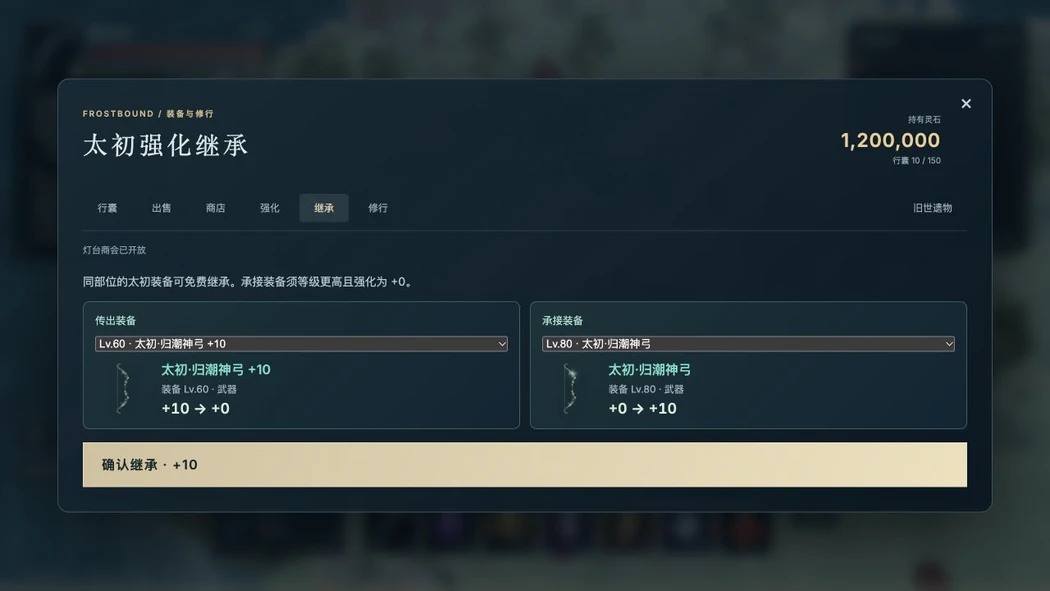 FROSTBOUND / 装备与修行
太初强化继承
×
持有灵石
1,200,000
行囊 10 / 150
行囊 出售 商店 强化 继承 修行 旧世遗物
灯台商会已开放
同部位的太初装备可免费继承。承接装备须等级更高且强化为 +0。
传出装备
Lv.60 · 太初·归潮神弓 +10
太初·归潮神弓 +10
装备 Lv.60 · 武器
+10 → +0
承接装备
Lv.80 · 太初·归潮神弓
太初·归潮神弓
装备 Lv.80 · 武器
+0 → +10
确认继承 · +10